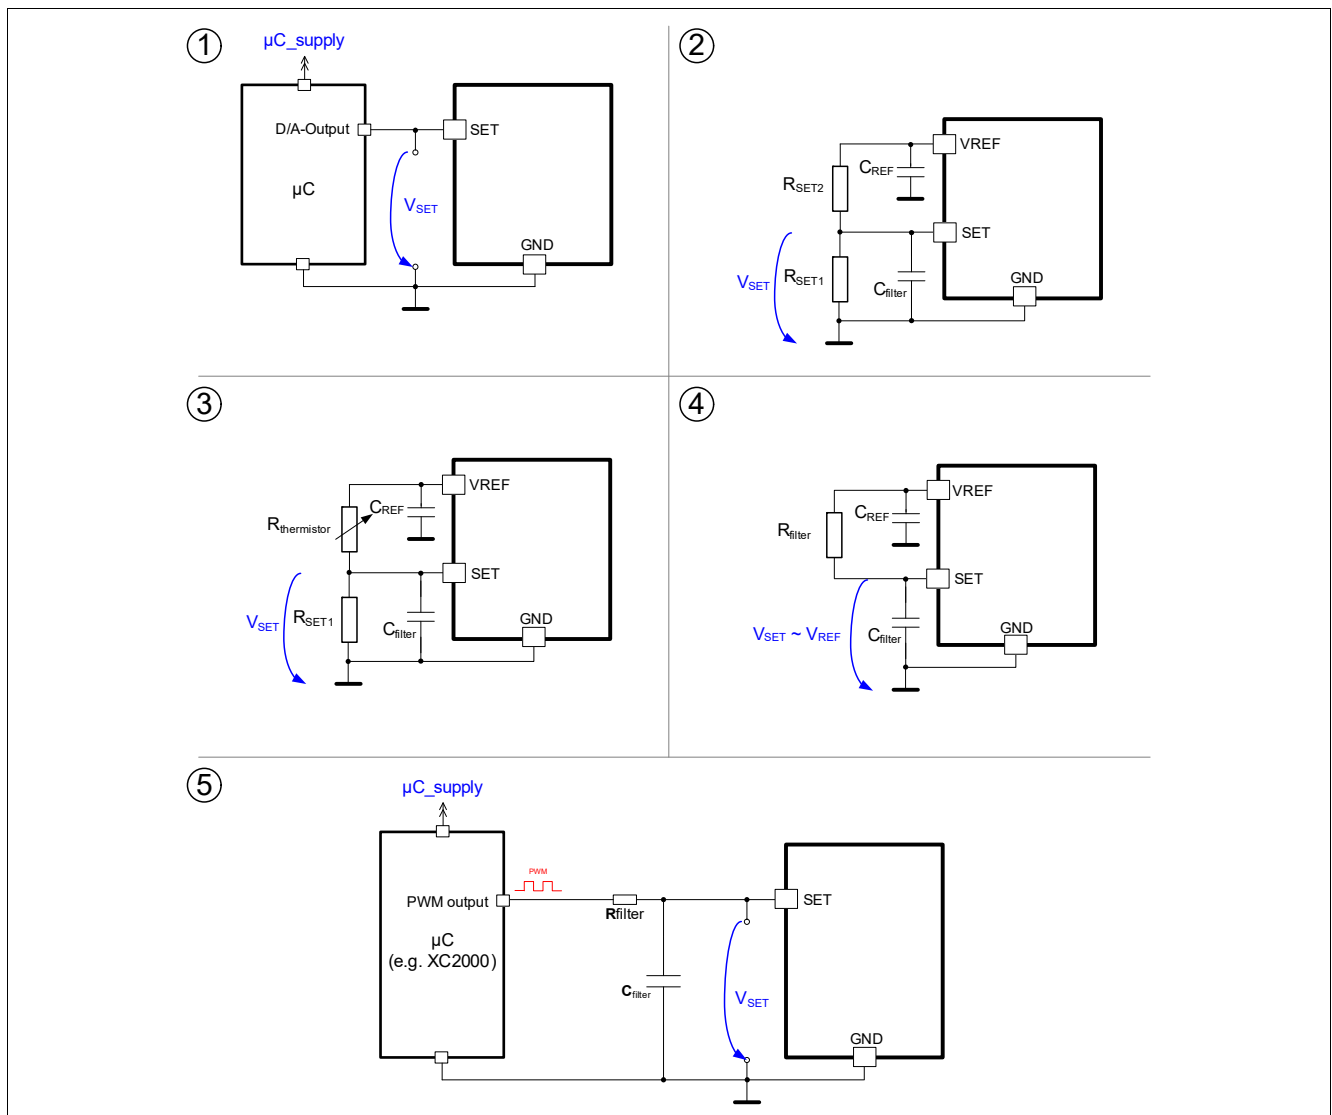 1
µC_supply
D/A-Output
SET
µC
VSET
GND
2
VREF
CREF
RSET2
SET
VSET
RSET1
Cfilter
GND
3
VREF
CREF
Rthermistor
SET
VSET
RSET1
Cfilter
GND
4
VREF
CREF
Rfilter
SET
VSET ~ VREF
Cfilter
GND
5
µC_supply
PWM
PWM output
SET
Rfilter
µC
(e.g. XC2000)
Cfilter
VSET
GND